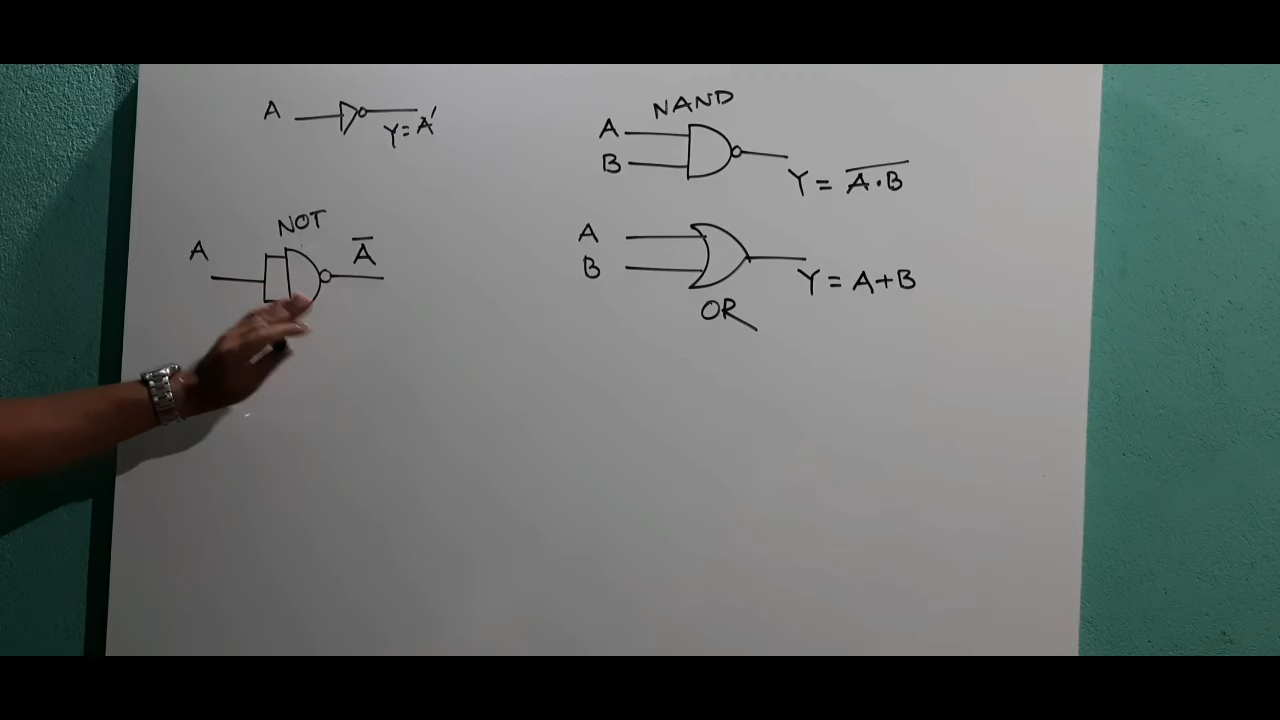 A
Y = A'
NOT
A
A̅
NAND
A
B
Y = A̅ ̅·̅ ̅B̅
A
B
Y = A+B
OR